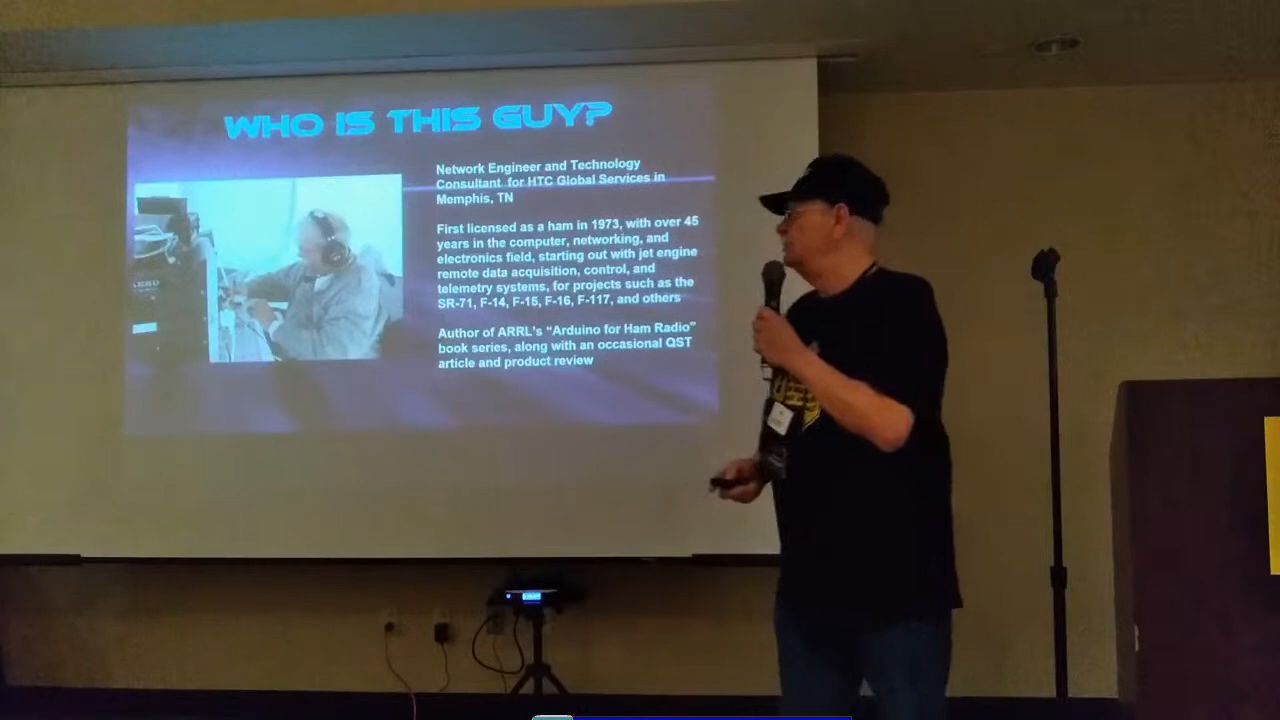 WHO IS THIS GUY?
Network Engineer and Technology
Consultant for HTC Global Services in
Memphis, TN
First licensed as a ham in 1973, with over 45
years in the computer, networking, and
electronics field, starting out with jet engine
remote data acquisition, control, and
telemetry systems, for projects such as the
SR-71, F-14, F-15, F-16, F-117, and others
Author of ARRL's “Arduino for Ham Radio”
book series, along with an occasional QST
article and product review